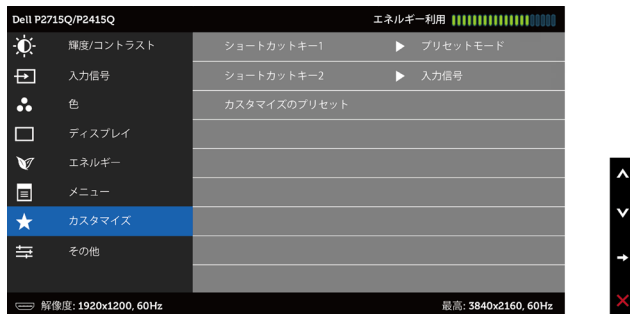 Dell P2715Q/P2415Q エネルギー利用
輝度/コントラスト ショートカットキー1 プリセットモード
入力信号 ショートカットキー2 入力信号
色 カスタマイズのプリセット
ディスプレイ
エネルギー
メニュー
カスタマイズ
その他
解像度: 1920x1200, 60Hz 最高: 3840x2160, 60Hz